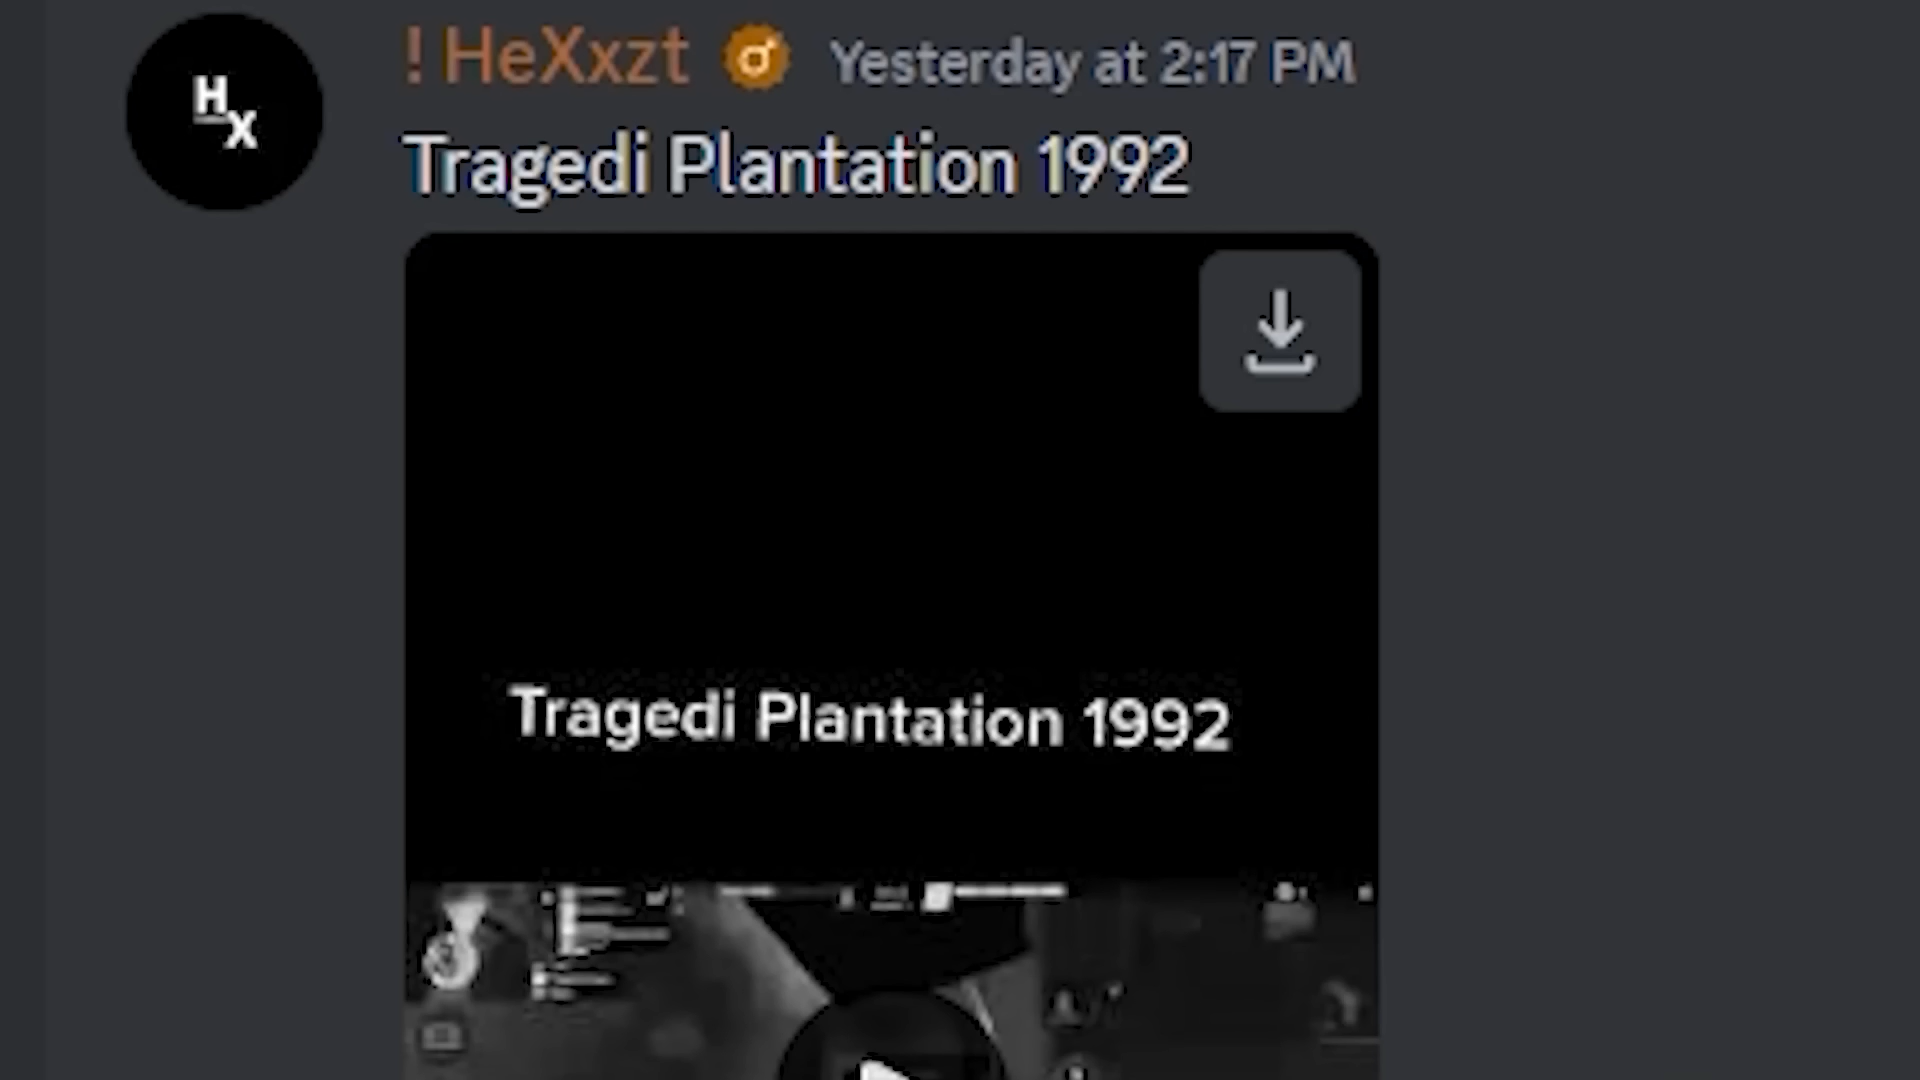 H
X
! HeXxzt Yesterday at 2:17 PM
Tragedi Plantation 1992
Tragedi Plantation 1992